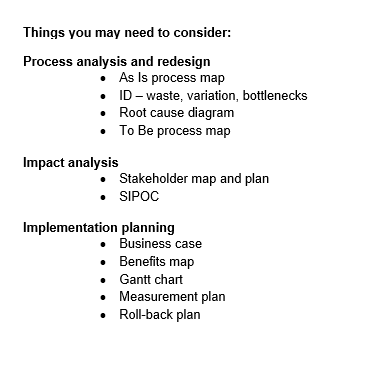 Things you may need to consider:
Process analysis and redesign
• As Is process map
• ID – waste, variation, bottlenecks
• Root cause diagram
• To Be process map
Impact analysis
• Stakeholder map and plan
• SIPOC
Implementation planning
• Business case
• Benefits map
• Gantt chart
• Measurement plan
• Roll-back plan